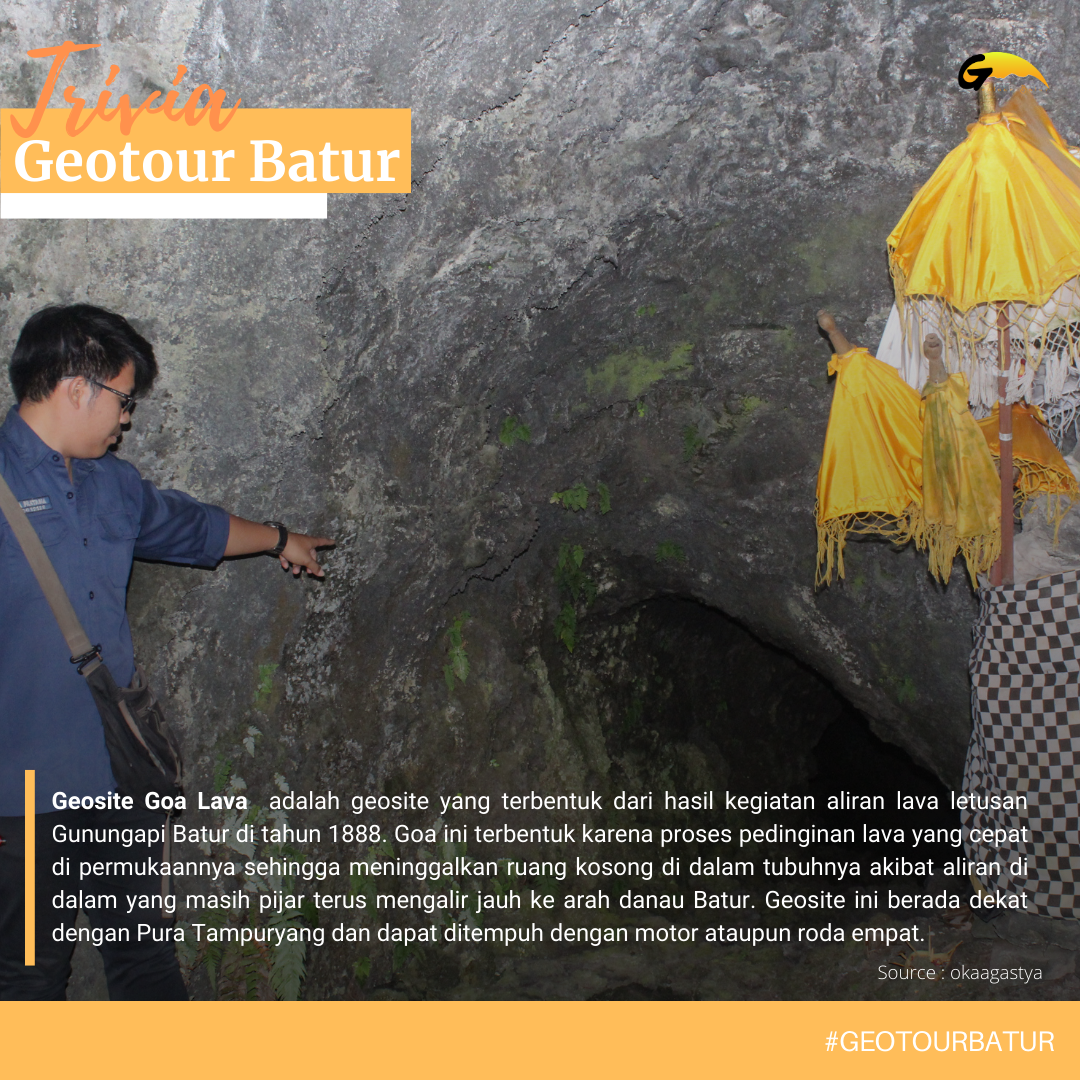 Trivia
Geotour Batur
G
Geosite Goa Lava adalah geosite yang terbentuk dari hasil kegiatan aliran lava letusan
Gunungapi Batur di tahun 1888. Goa ini terbentuk karena proses pedinginan lava yang cepat
di permukaannya sehingga meninggalkan ruang kosong di dalam tubuhnya akibat aliran di
dalam yang masih pijar terus mengalir jauh ke arah danau Batur. Geosite ini berada dekat
dengan Pura Tampuryang dan dapat ditempuh dengan motor ataupun roda empat.
Source : okaagastya
#GEOTOURBATUR